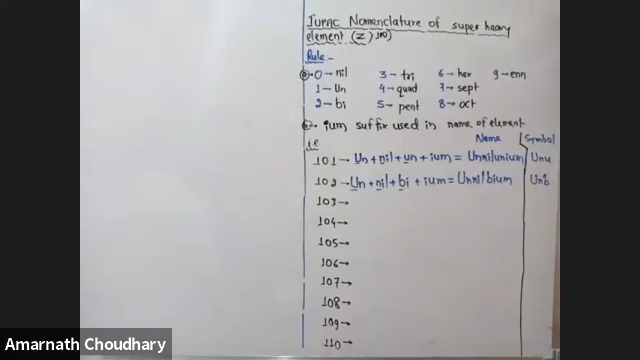 IUPAC Nomenclature of super heavy
element (Z > 100)
Rule -
a → 0 - nil 3 - tri 6 - hex 9 - enn
1 - Un 4 - quad 7 - sept
2 - bi 5 - pent 8 - oct
b → ium suffix used in name of element
i.e Name Symbol
101 → Un + nil + un + ium = Unnilunium Unu
102 → Un + nil + bi + ium = Unnilbium Unb
103 →
104 →
105 →
106 →
107 →
108 →
109 →
110 →
Amarnath Choudhary